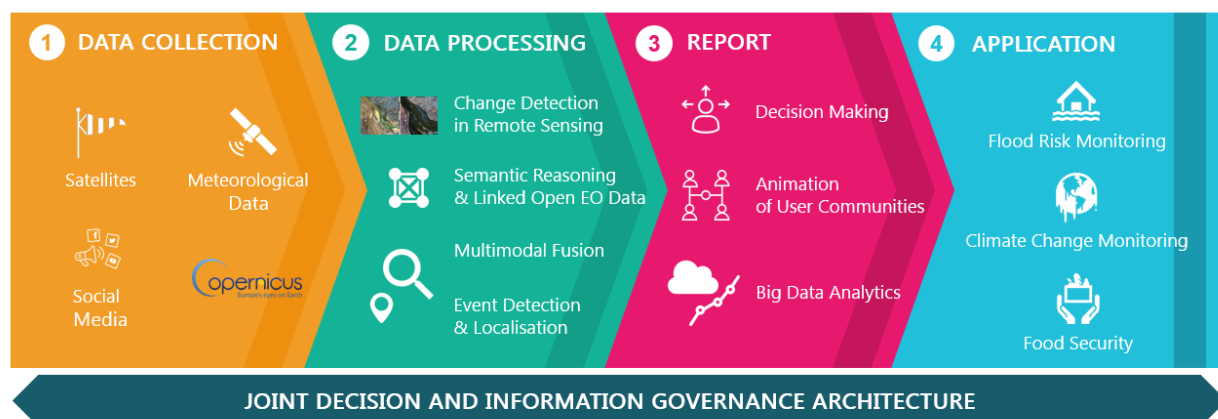 1 DATA COLLECTION
Satellites
Meteorological
Data
Social
Media
Copernicus
Europe's eyes on Earth
2 DATA PROCESSING
Change Detection
in Remote Sensing
Semantic Reasoning
& Linked Open EO Data
Multimodal Fusion
Event Detection
& Localisation
3 REPORT
Decision Making
Animation
of User Communities
Big Data Analytics
4 APPLICATION
Flood Risk Monitoring
Climate Change Monitoring
Food Security
JOINT DECISION AND INFORMATION GOVERNANCE ARCHITECTURE